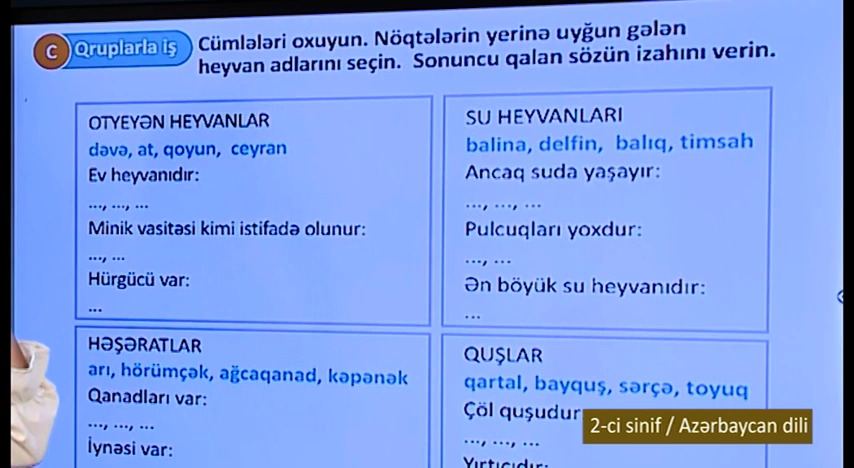 C Qruplarla iş
Cümlələri oxuyun. Nöqtələrin yerinə uyğun gələn
heyvan adlarını seçin. Sonuncu qalan sözün izahını verin.
OTYEYƏN HEYVANLAR
dəvə, at, qoyun, ceyran
Ev heyvanıdır:
..., ..., ...
Minik vasitəsi kimi istifadə olunur:
..., ...
Hürgücü var:
...
SU HEYVANLARI
balina, delfin, balıq, timsah
Ancaq suda yaşayır:
..., ..., ...
Pulcuqları yoxdur:
..., ...
Ən böyük su heyvanıdır:
...
HƏŞƏRATLAR
arı, hörümçək, ağcaqanad, kəpənək
Qanadları var:
..., ..., ...
İynəsi var:
QUŞLAR
qartal, bayquş, sərçə, toyuq
Çöl quşudur
..., ..., ...
Yırtıcıdır:
2-ci sinif / Azərbaycan dili